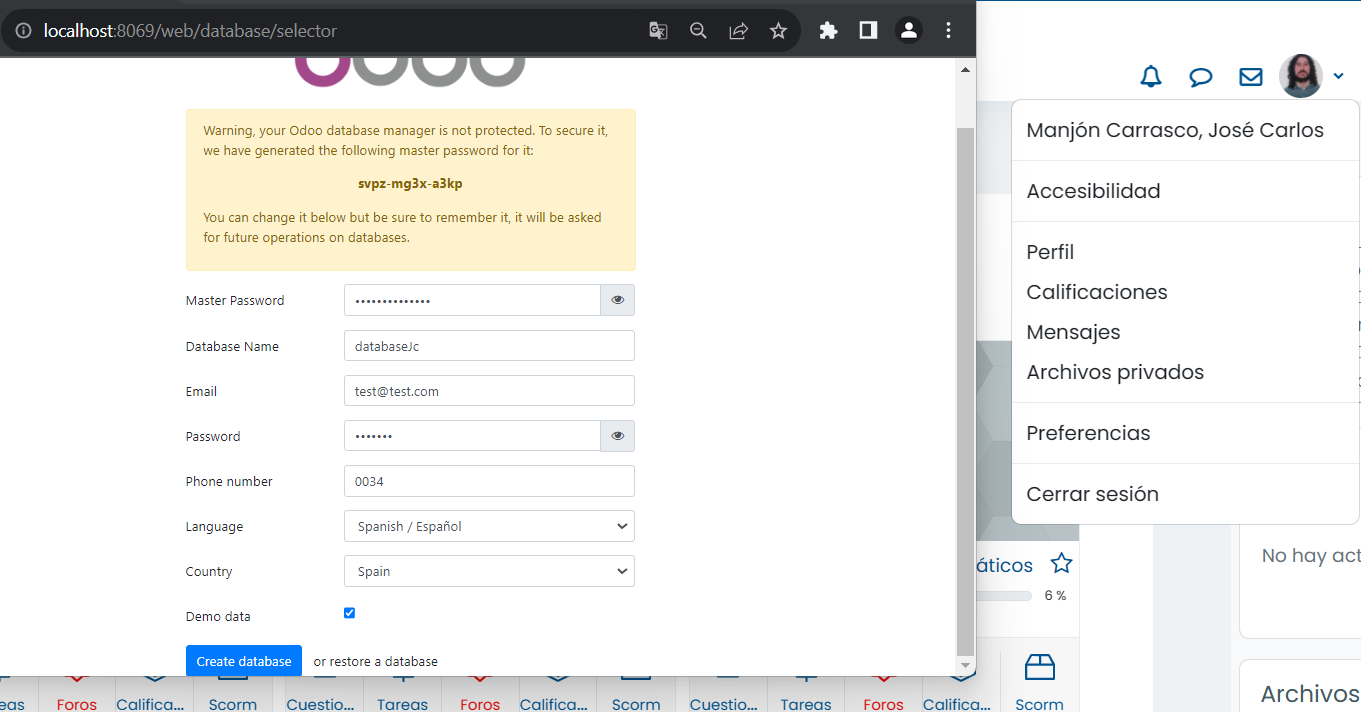 localhost:8069/web/database/selector
Warning, your Odoo database manager is not protected. To secure it,
we have generated the following master password for it:
svpz-mg3x-a3kp
You can change it below but be sure to remember it, it will be asked
for future operations on databases.
Master Password
••••••••••••••
Database Name
databaseJc
Email
test@test.com
Password
•••••••
Phone number
0034
Language
Spanish / Español
Country
Spain
Demo data
Create database or restore a database
Manjón Carrasco, José Carlos
Accesibilidad
Perfil
Calificaciones
Mensajes
Archivos privados
Preferencias
Cerrar sesión
áticos
6 %
No hay act
Archivos
eas Foros Califica... Scorm Cuestio... Tareas Foros Califica... Scorm Cuestio... Tareas Foros Califica... Scorm